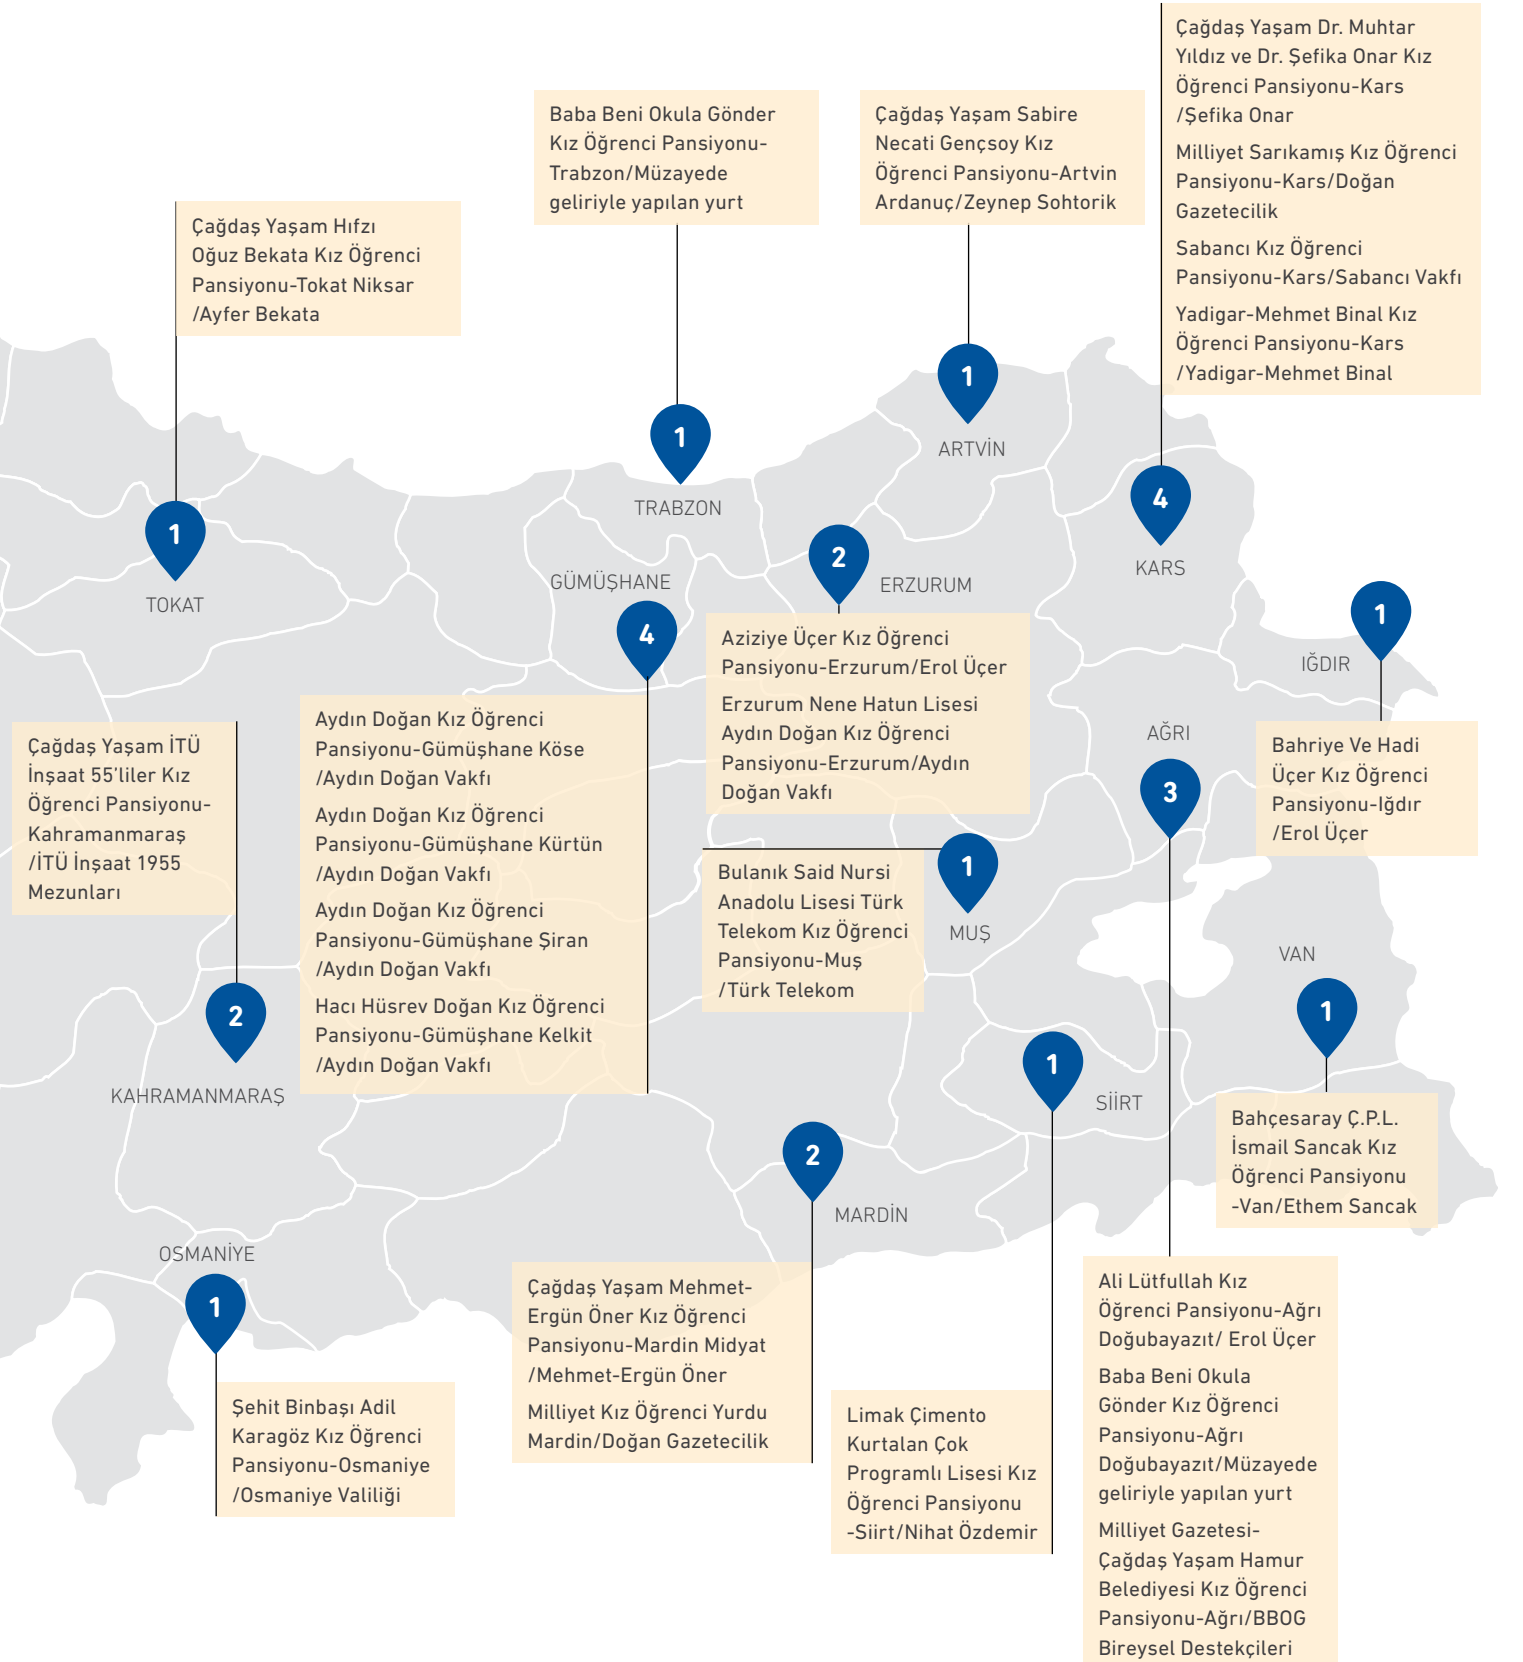 Çağdaş Yaşam Dr. Muhtar
Yıldız ve Dr. Şefika Onar Kız
Öğrenci Pansiyonu-Kars
/Şefika Onar
Milliyet Sarıkamış Kız Öğrenci
Pansiyonu-Kars/Doğan
Gazetecilik
Sabancı Kız Öğrenci
Pansiyonu-Kars/Sabancı Vakfı
Yadigar-Mehmet Binal Kız
Öğrenci Pansiyonu-Kars
/Yadigar-Mehmet Binal
Baba Beni Okula Gönder
Kız Öğrenci Pansiyonu-
Trabzon/Müzayede
geliriyle yapılan yurt
Çağdaş Yaşam Sabire
Necati Gençsoy Kız
Öğrenci Pansiyonu-Artvin
Ardanuç/Zeynep Sohtorik
Çağdaş Yaşam Hıfzı
Oğuz Bekata Kız Öğrenci
Pansiyonu-Tokat Niksar
/Ayfer Bekata
1
ARTVİN
1
TRABZON
4
KARS
1
TOKAT
2
ERZURUM
GÜMÜŞHANE
4
1
IĞDIR
Aziziye Üçer Kız Öğrenci
Pansiyonu-Erzurum/Erol Üçer
Erzurum Nene Hatun Lisesi
Aydın Doğan Kız Öğrenci
Pansiyonu-Erzurum/Aydın
Doğan Vakfı
Aydın Doğan Kız Öğrenci
Pansiyonu-Gümüşhane Köse
/Aydın Doğan Vakfı
Aydın Doğan Kız Öğrenci
Pansiyonu-Gümüşhane Kürtün
/Aydın Doğan Vakfı
Aydın Doğan Kız Öğrenci
Pansiyonu-Gümüşhane Şiran
/Aydın Doğan Vakfı
Hacı Hüsrev Doğan Kız Öğrenci
Pansiyonu-Gümüşhane Kelkit
/Aydın Doğan Vakfı
Çağdaş Yaşam İTÜ
İnşaat 55'liler Kız
Öğrenci Pansiyonu-
Kahramanmaraş
/İTÜ İnşaat 1955
Mezunları
AĞRI
3
Bahriye Ve Hadi
Üçer Kız Öğrenci
Pansiyonu-Iğdır
/Erol Üçer
Bulanık Said Nursi
Anadolu Lisesi Türk
Telekom Kız Öğrenci
Pansiyonu-Muş
/Türk Telekom
1
MUŞ
VAN
1
2
KAHRAMANMARAŞ
1
SİİRT
Bahçesaray Ç.P.L.
İsmail Sancak Kız
Öğrenci Pansiyonu
-Van/Ethem Sancak
2
MARDİN
OSMANİYE
1
Çağdaş Yaşam Mehmet-
Ergün Öner Kız Öğrenci
Pansiyonu-Mardin Midyat
/Mehmet-Ergün Öner
Milliyet Kız Öğrenci Yurdu
Mardin/Doğan Gazetecilik
Ali Lütfullah Kız
Öğrenci Pansiyonu-Ağrı
Doğubayazıt/ Erol Üçer
Baba Beni Okula
Gönder Kız Öğrenci
Pansiyonu-Ağrı
Doğubayazıt/Müzayede
geliriyle yapılan yurt
Milliyet Gazetesi-
Çağdaş Yaşam Hamur
Belediyesi Kız Öğrenci
Pansiyonu-Ağrı/BBOG
Bireysel Destekçileri
Şehit Binbaşı Adil
Karagöz Kız Öğrenci
Pansiyonu-Osmaniye
/Osmaniye Valiliği
Limak Çimento
Kurtalan Çok
Programlı Lisesi Kız
Öğrenci Pansiyonu
-Siirt/Nihat Özdemir